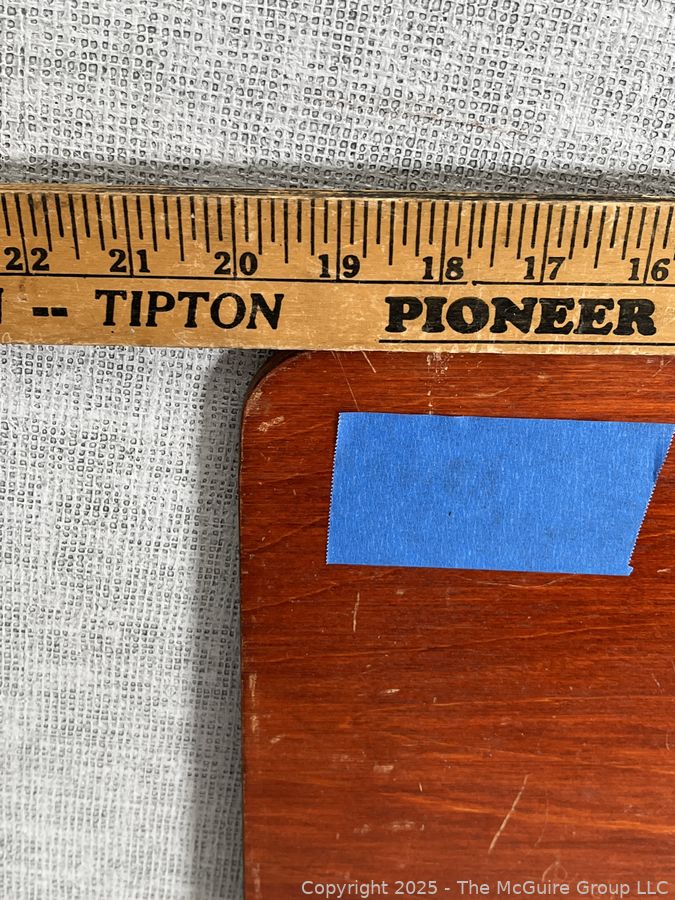 22 21 20 19 18 17 16
-- TIPTON PIONEER
Copyright 2025 - The McGuire Group LLC